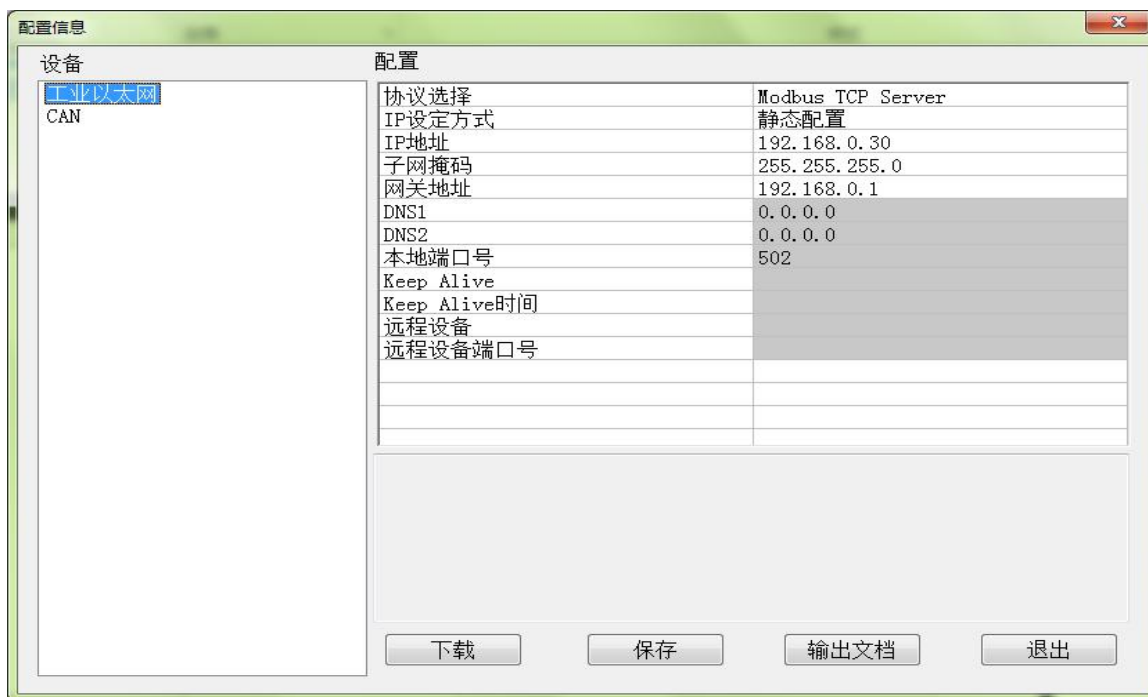 配置信息
设备
工业以太网
CAN
配置
协议选择 Modbus TCP Server
IP设定方式 静态配置
IP地址 192.168.0.30
子网掩码 255.255.255.0
网关地址 192.168.0.1
DNS1 0.0.0.0
DNS2 0.0.0.0
本地端口号 502
Keep Alive
Keep Alive时间
远程设备
远程设备端口号
下载 保存 输出文档 退出